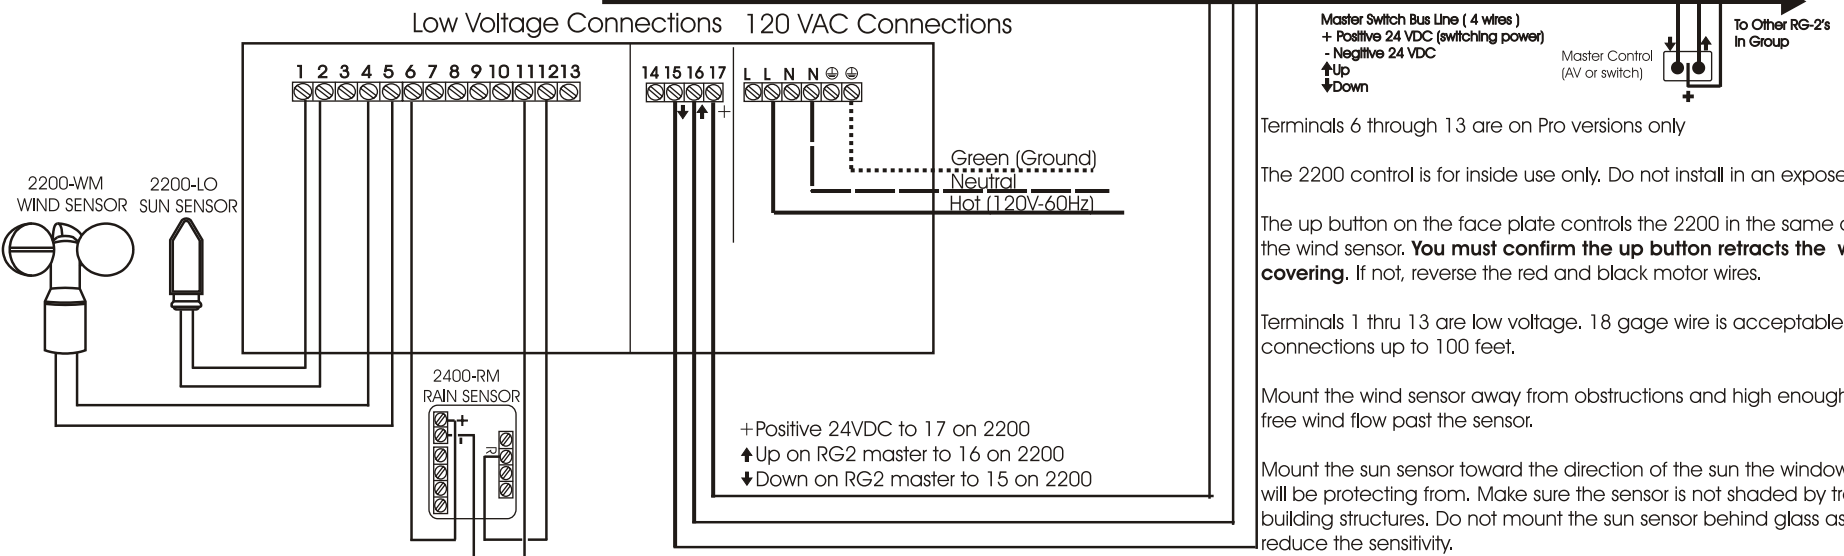 Low Voltage Connections 120 VAC Connections
1 2 3 4 5 6 7 8 9 10 11 12 13
14 15 16 17
L L N N
+
Green (Ground)
Neutral
Hot (120V-60Hz)
2200-WM
WIND SENSOR
2200-LO
SUN SENSOR
2400-RM
RAIN SENSOR
+
-
R
+Positive 24VDC to 17 on 2200
Up on RG2 master to 16 on 2200
Down on RG2 master to 15 on 2200
Master Switch Bus Line ( 4 wires )
+ Positive 24 VDC (switching power)
- Negitive 24 VDC
Up
Down
Master Control
(AV or switch)
+
To Other RG-2's
In Group
Terminals 6 through 13 are on Pro versions only
The 2200 control is for inside use only. Do not install in an expose
The up button on the face plate controls the 2200 in the same
the wind sensor. You must confirm the up button retracts the
covering. If not, reverse the red and black motor wires.
Terminals 1 thru 13 are low voltage. 18 gage wire is acceptable
connections up to 100 feet.
Mount the wind sensor away from obstructions and high enough
free wind flow past the sensor.
Mount the sun sensor toward the direction of the sun the window
will be protecting from. Make sure the sensor is not shaded by
building structures. Do not mount the sun sensor behind glass as
reduce the sensitivity.